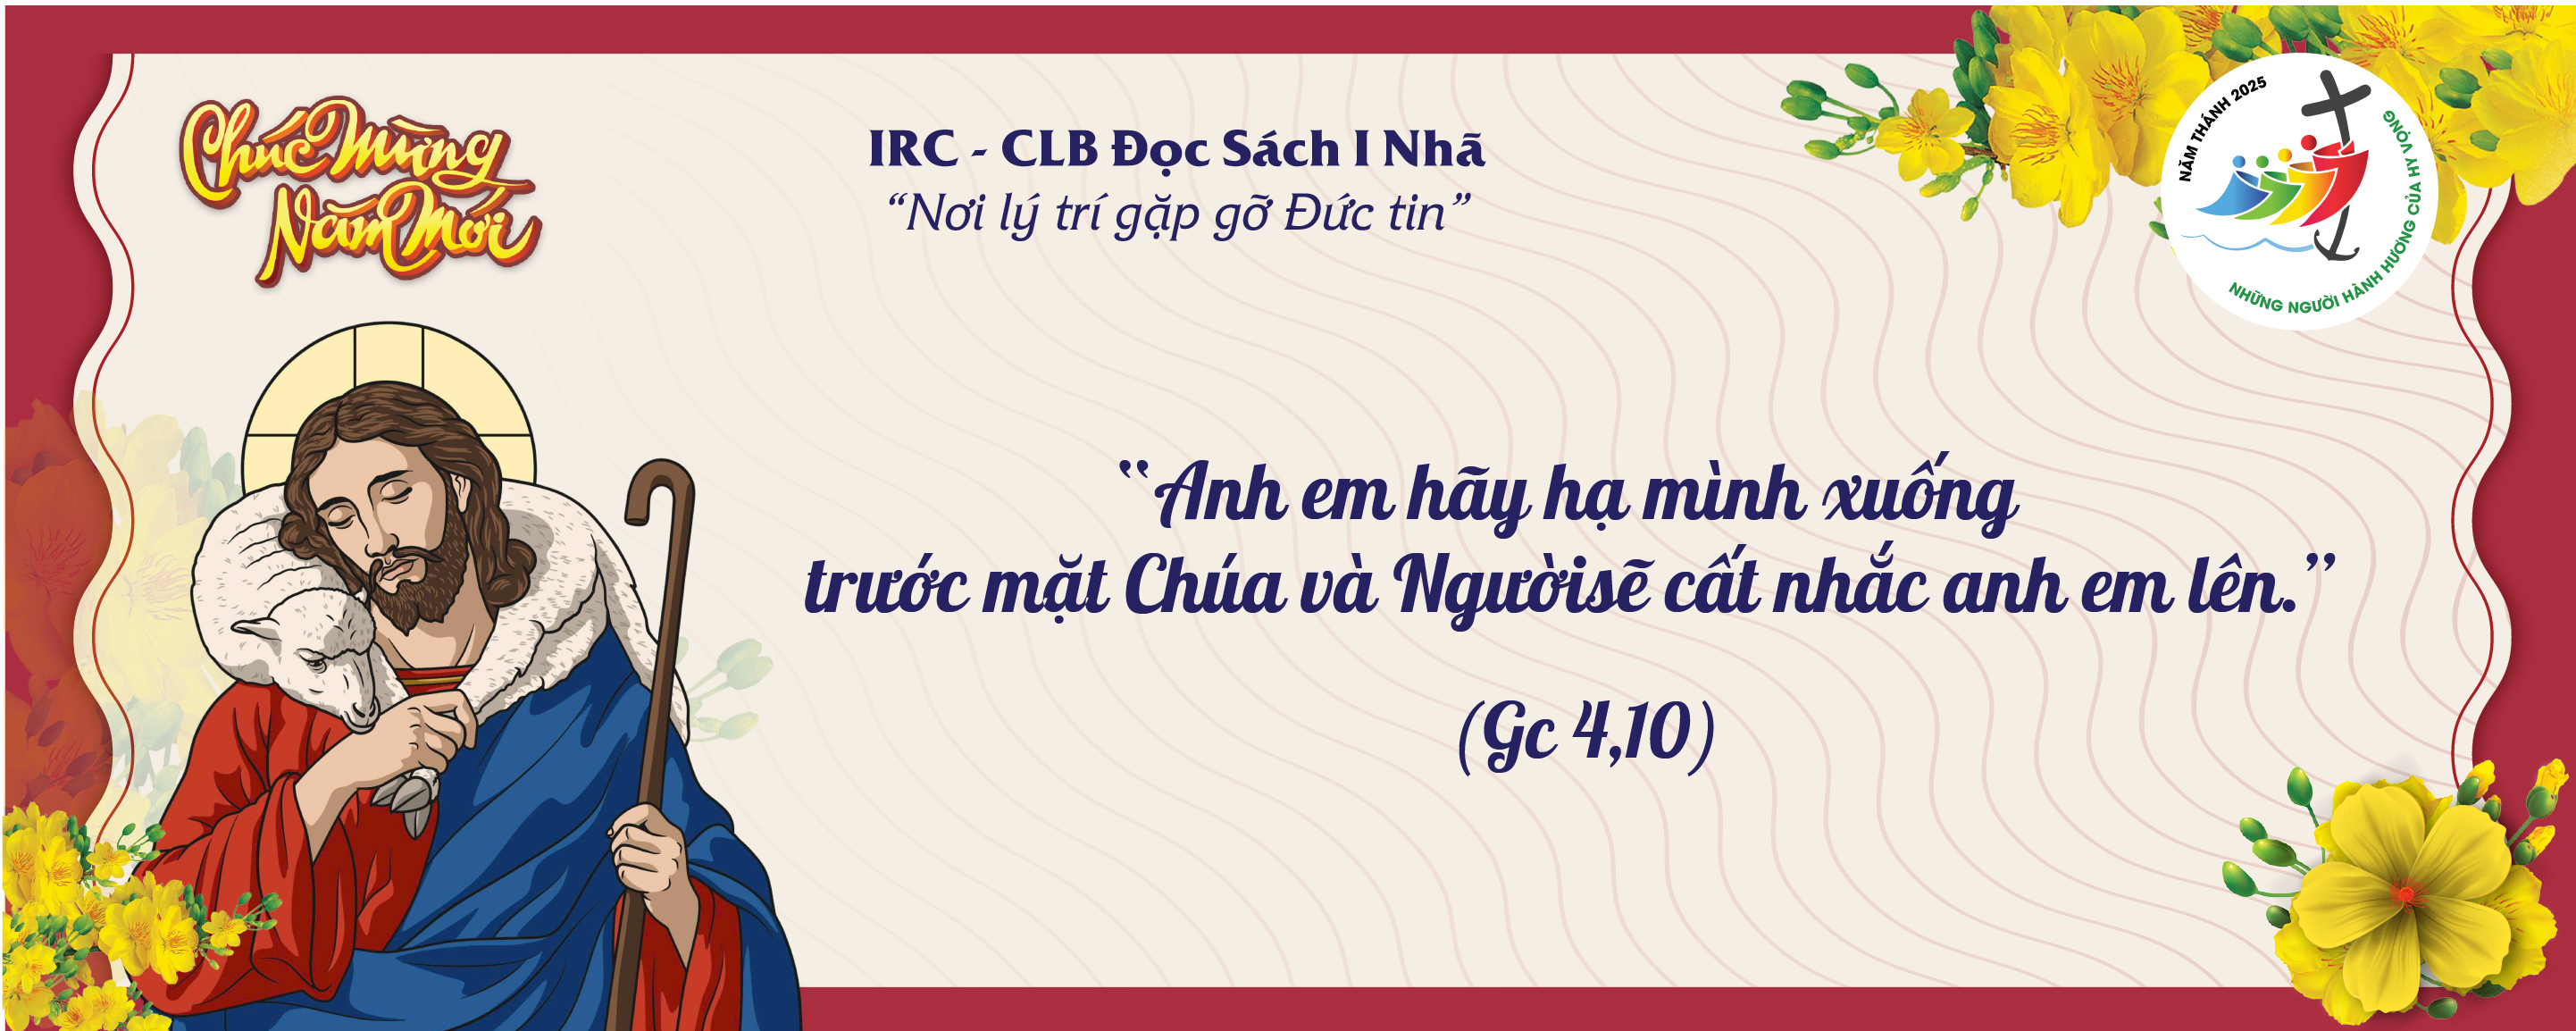 Chúc Mừng
Năm Mới
IRC - CLB Đọc Sách I Nhã
“Nơi lý trí gặp gỡ Đức tin”
NĂM THÁNH 2025
NHỮNG NGƯỜI HÀNH HƯƠNG CỦA HY VỌNG
“Anh em hãy hạ mình xuống
trước mặt Chúa và Ngườisẽ cất nhắc anh em lên.”
(Gc 4,10)